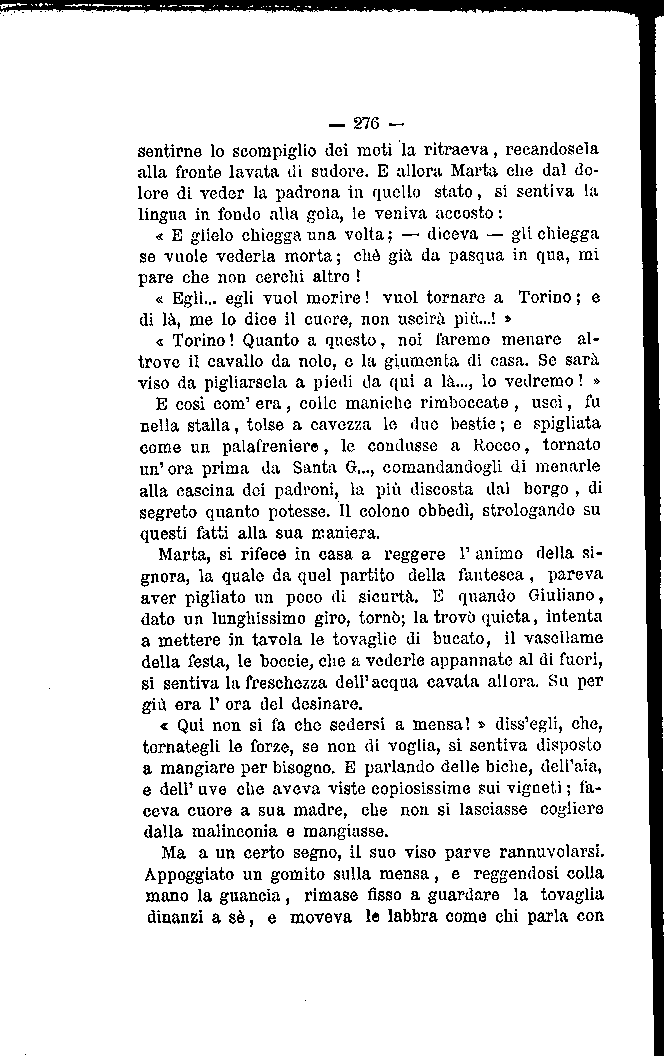 — 276 —
sentirne lo scompiglio dei moti la ritraeva, recandosela
alla fronte lavata di sudore. E allora Marta che dal do-
lore di veder la padrona in quello stato, si sentiva la
lingua in fondo alla gola, le veniva accosto:
« E glielo chiegga una volta; — diceva — gli chiegga
se vuole vederla morta; chè già da pasqua in qua, mi
pare che non cerchi altro!
« Egli... egli vuol morire! vuol tornare a Torino; e
di là, me lo dice il cuore, non uscirà più...! »
« Torino! Quanto a questo, noi faremo menare al-
trove il cavallo da nolo, e la giumenta di casa. Se sarà
viso da pigliarsela a piedi da qui a là..., lo vedremo! »
E così com' era, colle maniche rimboccate, uscì, fu
nella stalla, tolse a cavezza le due bestie; e spigliata
come un palafreniere, le condusse a Rocco, tornato
un' ora prima da Santa G..., comandandogli di menarle
alla cascina dei padroni, la più discosta dal borgo, di
segreto quanto potesse. Il colono obbedì, strologando su
questi fatti alla sua maniera.
Marta, si rifece in casa a reggere l' animo della si-
gnora, la quale da quel partito della fantesca, pareva
aver pigliato un poco di sicurtà. E quando Giuliano,
dato un lunghissimo giro, tornò; la trovò quieta, intenta
a mettere in tavola le tovaglie di bucato, il vasellame
della festa, le boccie, che a vederle appannate al di fuori,
si sentiva la freschezza dell' acqua cavata allora. Su per
giù era l' ora del desinare.
« Qui non si fa che sedersi a mensa! » diss'egli, che,
tornategli le forze, se non di voglia, si sentiva disposto
a mangiare per bisogno. E parlando delle biche, dell'aia,
e dell' uve che aveva viste copiosissime sui vigneti; fa-
ceva cuore a sua madre, che non si lasciasse cogliere
dalla malinconia e mangiasse.
Ma a un certo segno, il suo viso parve rannuvolarsi.
Appoggiato un gomito sulla mensa, e reggendosi colla
mano la guancia, rimase fisso a guardare la tovaglia
dinanzi a sè, e moveva le labbra come chi parla con